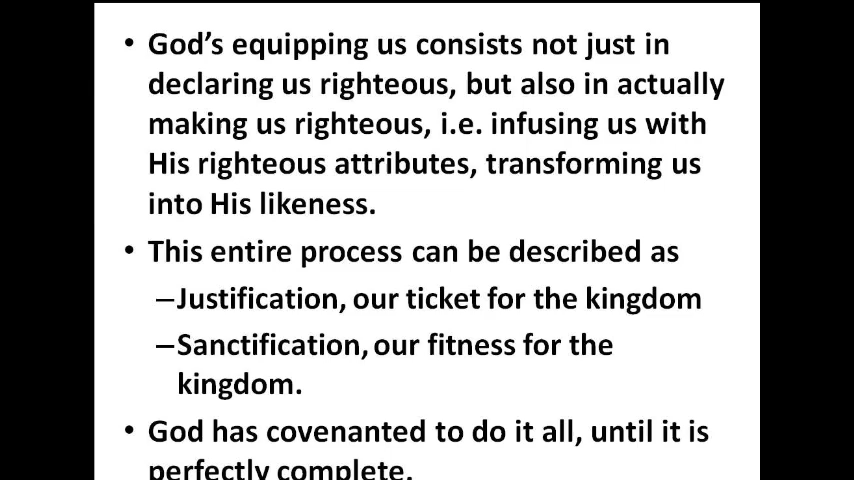 • God's equipping us consists not just in
declaring us righteous, but also in actually
making us righteous, i.e. infusing us with
His righteous attributes, transforming us
into His likeness.
• This entire process can be described as
–Justification, our ticket for the kingdom
–Sanctification, our fitness for the
kingdom.
• God has covenanted to do it all, until it is
perfectly complete.